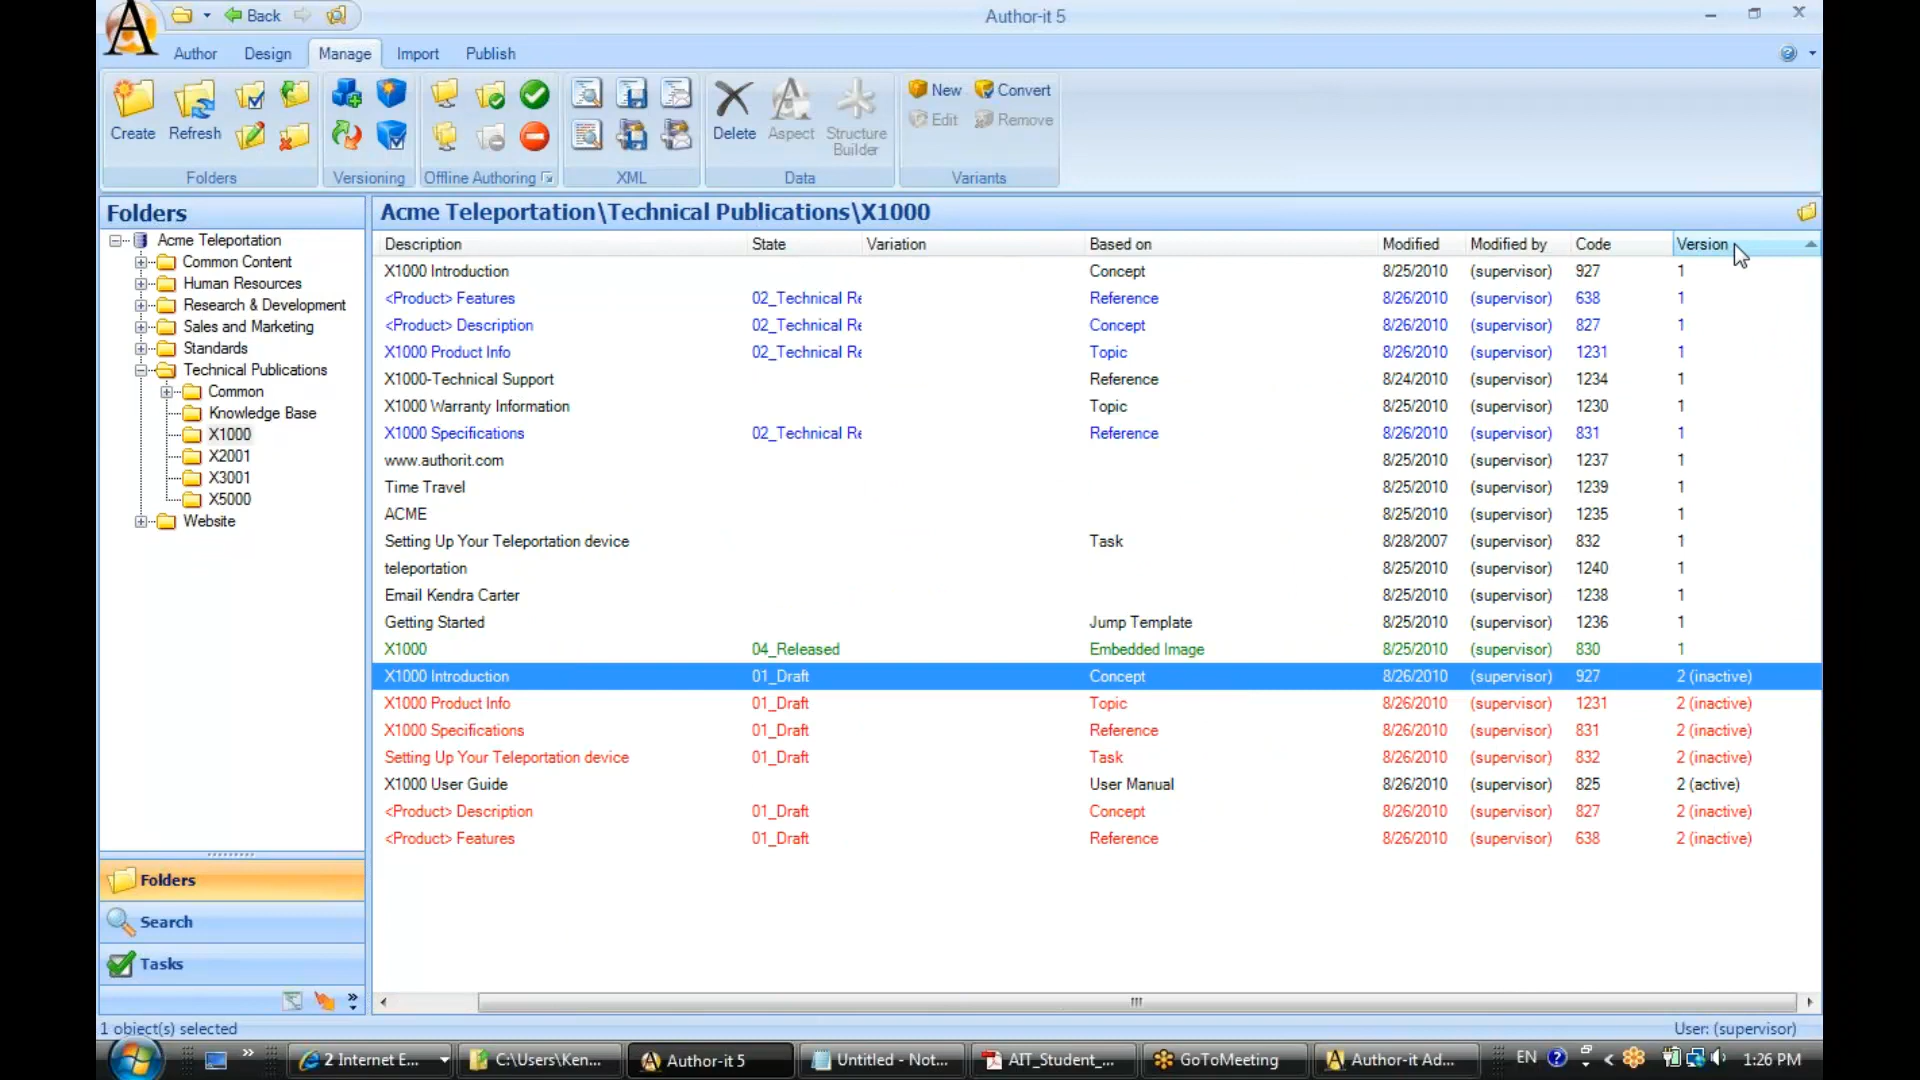 Back
Author-it 5
Author Design Manage Import Publish
Create Refresh
Delete Aspect Structure Builder
New Convert
Edit Remove
Folders Versioning Offline Authoring XML Data Variants
Folders
Acme Teleportation
Common Content
Human Resources
Research & Development
Sales and Marketing
Standards
Technical Publications
Common
Knowledge Base
X1000
X2001
X3001
X5000
Website
Folders
Search
Tasks
Acme Teleportation\Technical Publications\X1000
Description State Variation Based on Modified Modified by Code Version
X1000 Introduction Concept 8/25/2010 (supervisor) 927 1
<Product> Features 02_Technical Re Reference 8/26/2010 (supervisor) 638 1
<Product> Description 02_Technical Re Concept 8/26/2010 (supervisor) 827 1
X1000 Product Info 02_Technical Re Topic 8/26/2010 (supervisor) 1231 1
X1000-Technical Support Reference 8/24/2010 (supervisor) 1234 1
X1000 Warranty Information Topic 8/25/2010 (supervisor) 1230 1
X1000 Specifications 02_Technical Re Reference 8/26/2010 (supervisor) 831 1
www.authorit.com 8/25/2010 (supervisor) 1237 1
Time Travel 8/25/2010 (supervisor) 1239 1
ACME 8/25/2010 (supervisor) 1235 1
Setting Up Your Teleportation device Task 8/28/2007 (supervisor) 832 1
teleportation 8/25/2010 (supervisor) 1240 1
Email Kendra Carter 8/25/2010 (supervisor) 1238 1
Getting Started Jump Template 8/25/2010 (supervisor) 1236 1
X1000 04_Released Embedded Image 8/25/2010 (supervisor) 830 1
X1000 Introduction 01_Draft Concept 8/26/2010 (supervisor) 927 2 (inactive)
X1000 Product Info 01_Draft Topic 8/26/2010 (supervisor) 1231 2 (inactive)
X1000 Specifications 01_Draft Reference 8/26/2010 (supervisor) 831 2 (inactive)
Setting Up Your Teleportation device 01_Draft Task 8/26/2010 (supervisor) 832 2 (inactive)
X1000 User Guide User Manual 8/26/2010 (supervisor) 825 2 (active)
<Product> Description 01_Draft Concept 8/26/2010 (supervisor) 827 2 (inactive)
<Product> Features 01_Draft Reference 8/26/2010 (supervisor) 638 2 (inactive)
1 object(s) selected User: (supervisor)
2 Internet E... C:\Users\Ken... Author-it 5 Untitled - Not... AIT_Student_... GoToMeeting Author-it Ad... EN 1:26 PM